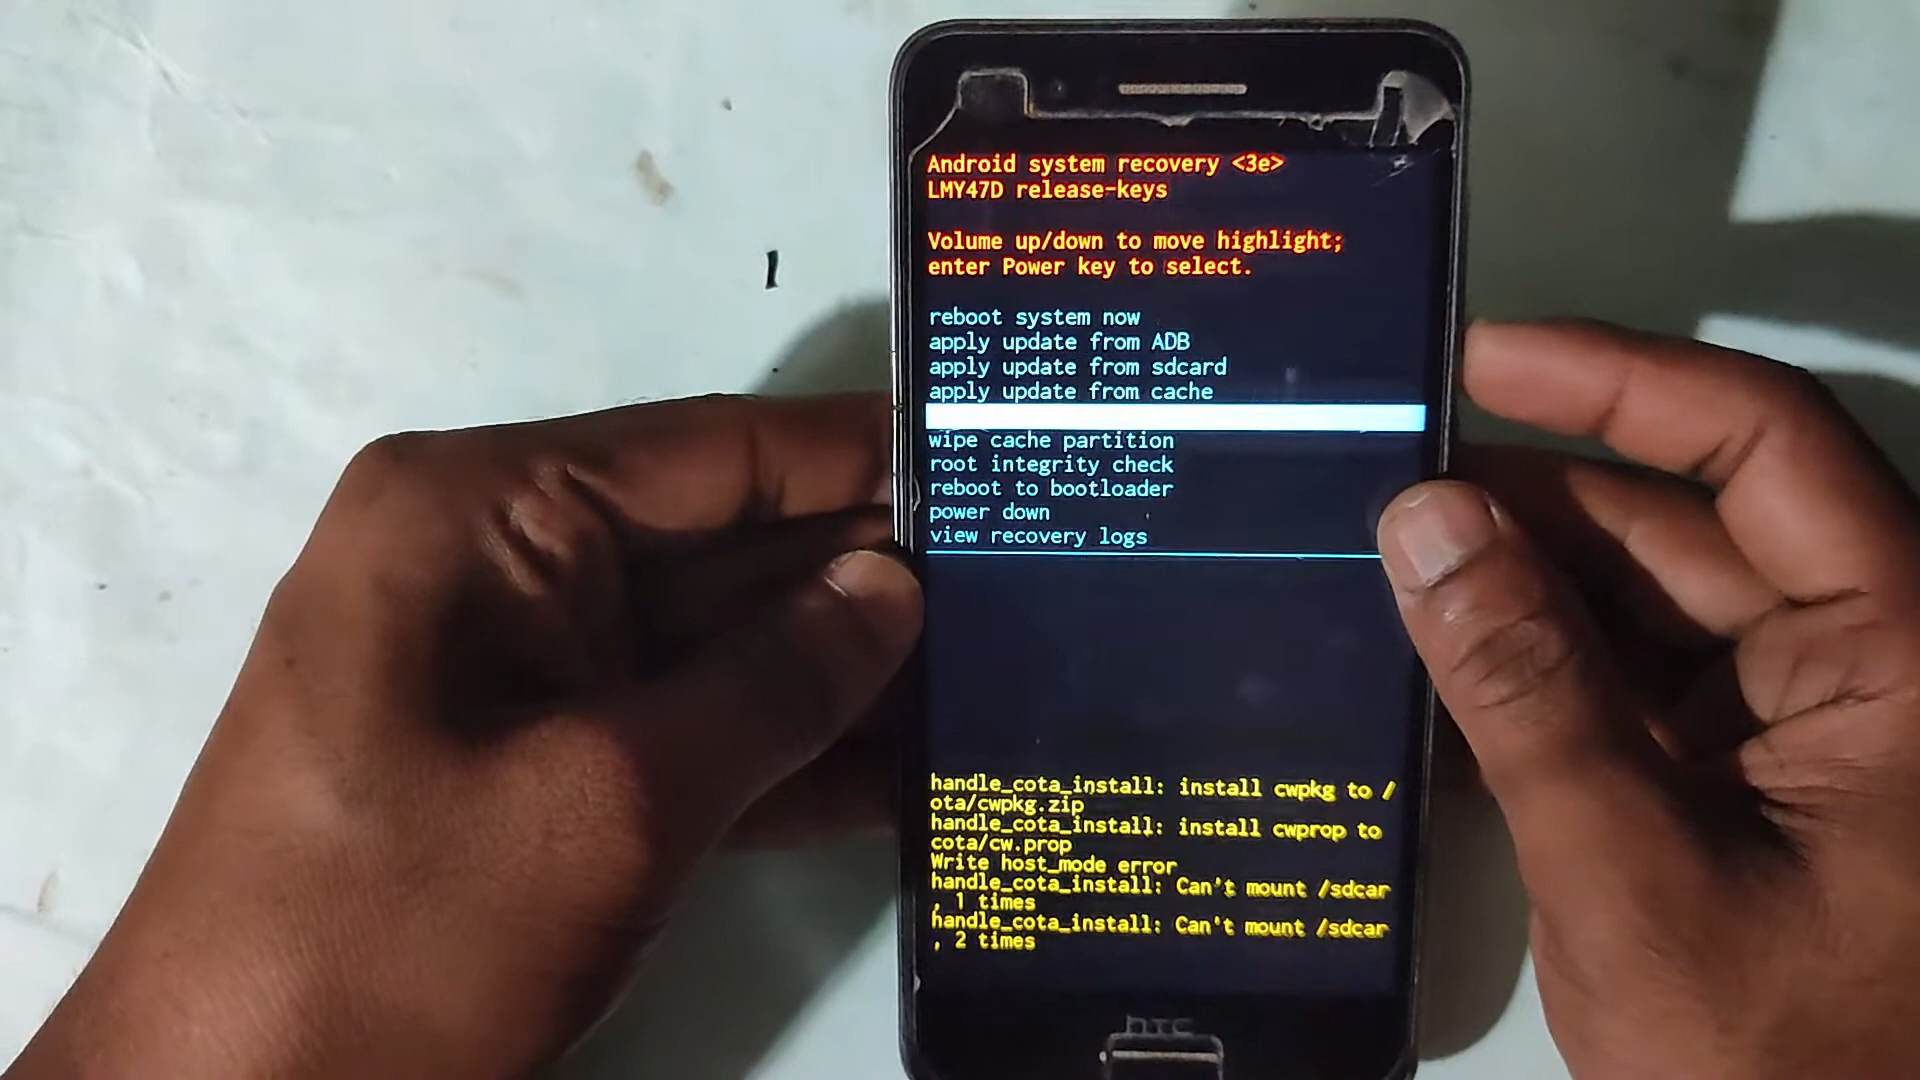 Android system recovery <3e>
LMY47D release-keys
Volume up/down to move highlight;
enter Power key to select.
reboot system now
apply update from ADB
apply update from sdcard
apply update from cache
wipe cache partition
root integrity check
reboot to bootloader
power down
view recovery logs
handle_cota_install: install cwpkg to /
ota/cwpkg.zip
handle_cota_install: install cwprop to
cota/cw.prop
Write host_mode error
handle_cota_install: Can't mount /sdcar
, 1 times
handle_cota_install: Can't mount /sdcar
, 2 times
hTC